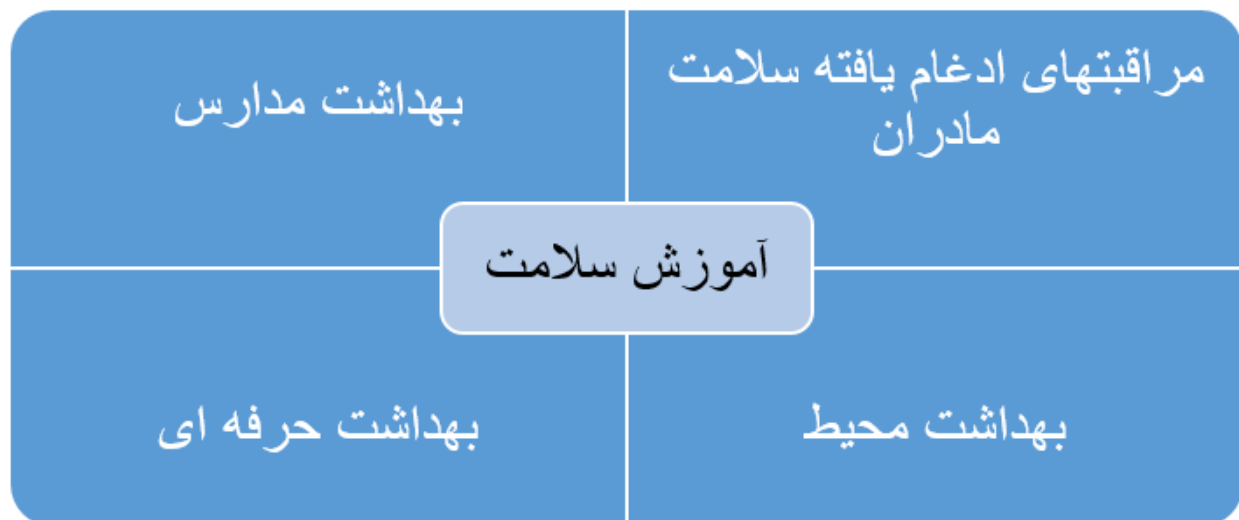 مراقبتهای ادغام یافته سلامت
مادران
بهداشت مدارس
آموزش سلامت
بهداشت محیط
بهداشت حرفه ای